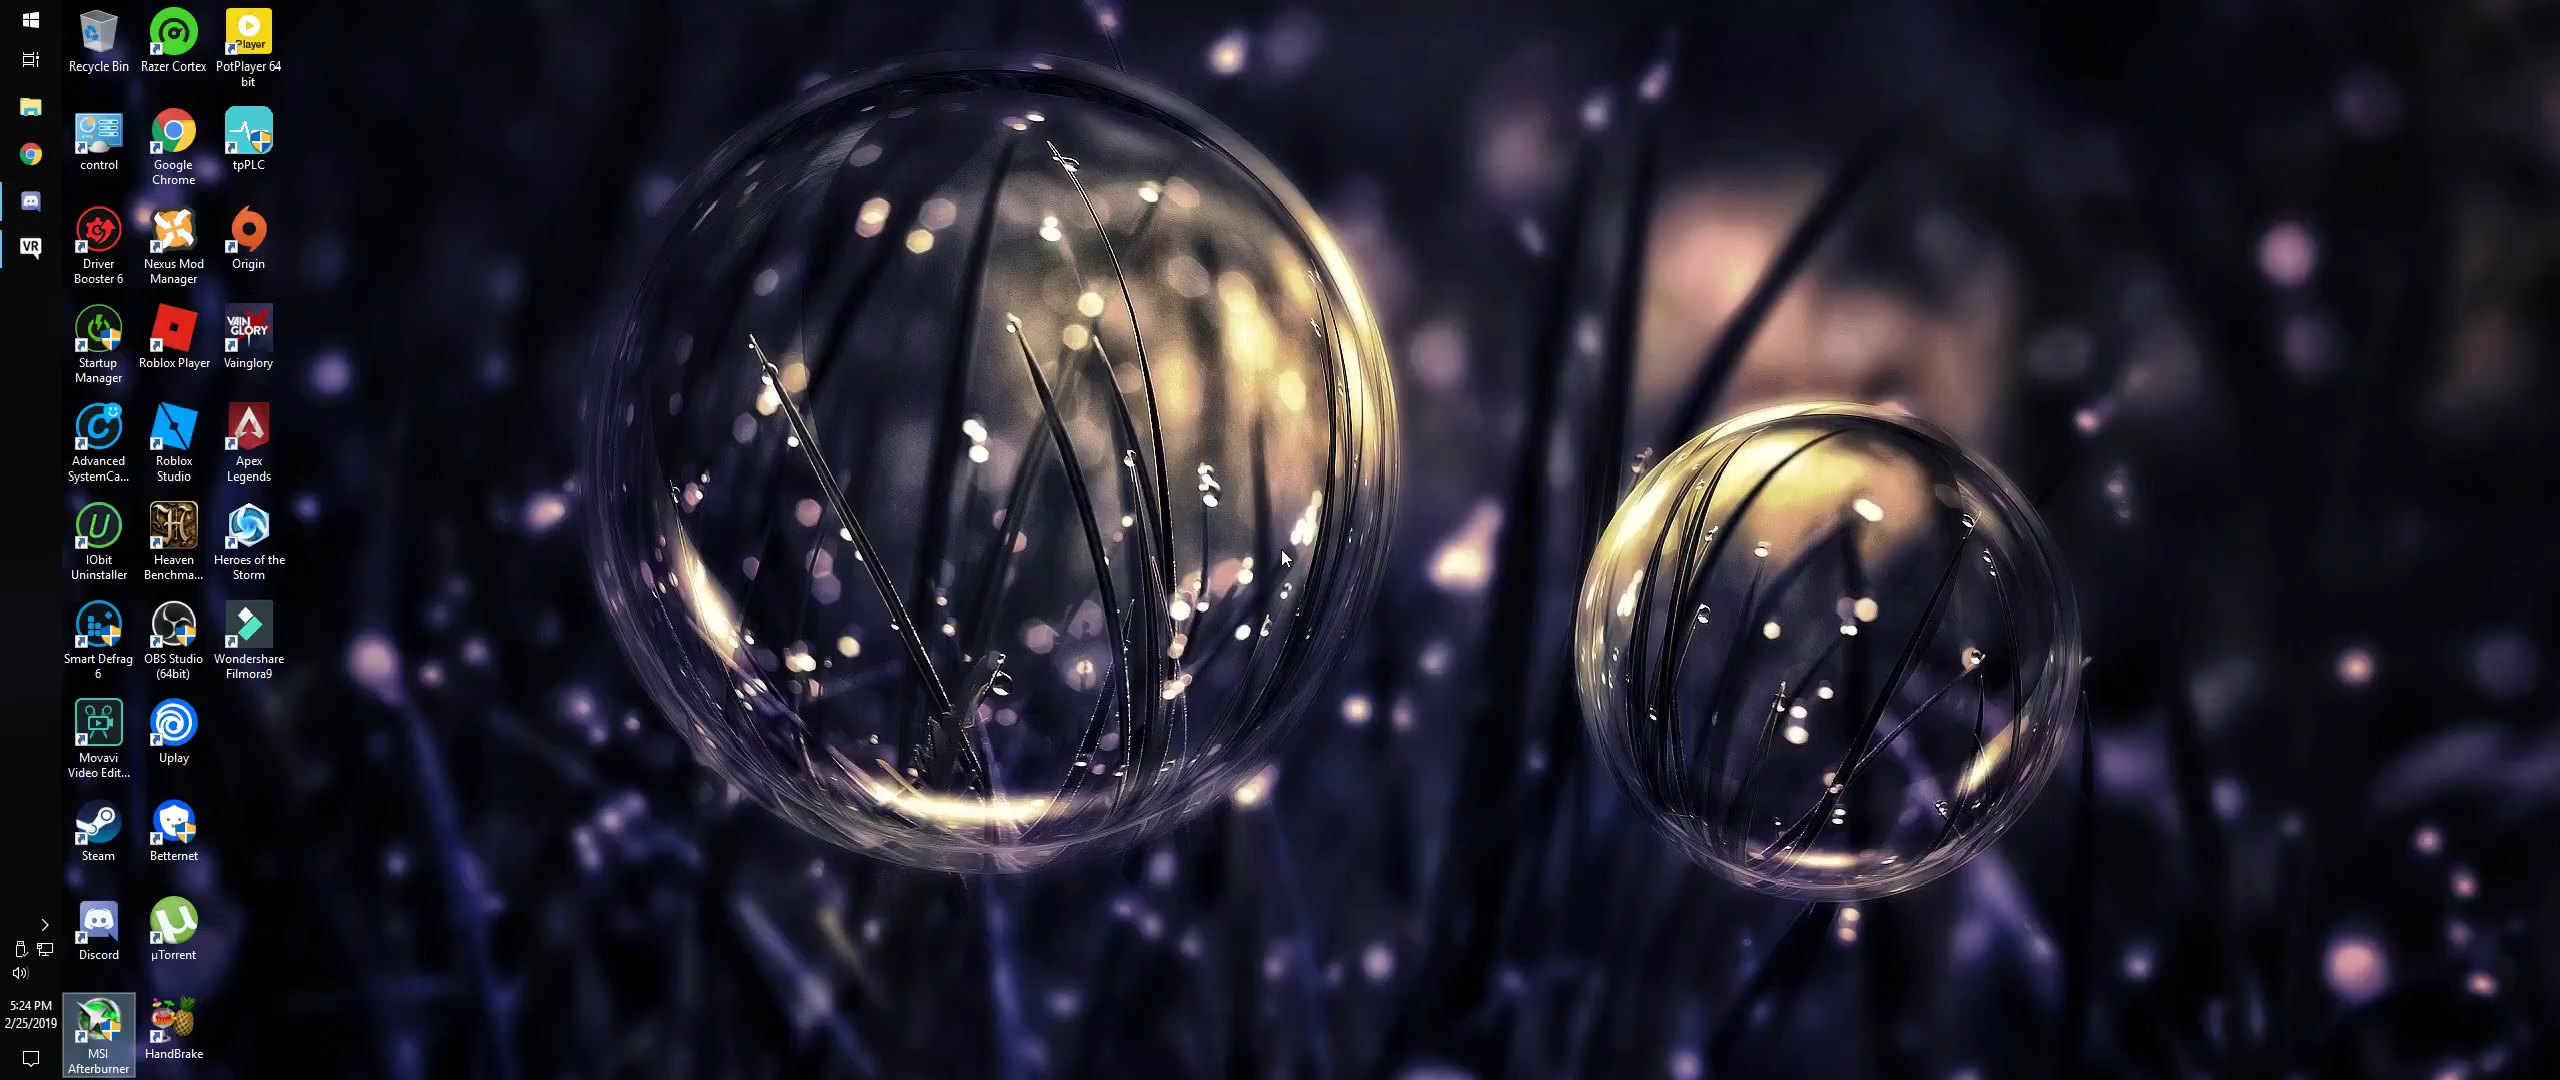 Recycle Bin
Razer Cortex
Player
PotPlayer 64
bit
control
Google
Chrome
tpPLC
Driver
Booster 6
Nexus Mod
Manager
Origin
VR
Startup
Manager
Roblox Player
VAIN
GLORY
Vainglory
Advanced
SystemCa...
Roblox
Studio
Apex
Legends
IObit
Uninstaller
Heaven
Benchma...
Heroes of the
Storm
Smart Defrag
6
OBS Studio
(64bit)
Wondershare
Filmora9
Movavi
Video Edit...
Uplay
Steam
Betternet
Discord
µTorrent
5:24 PM
2/25/2019
MSI
Afterburner
HandBrake